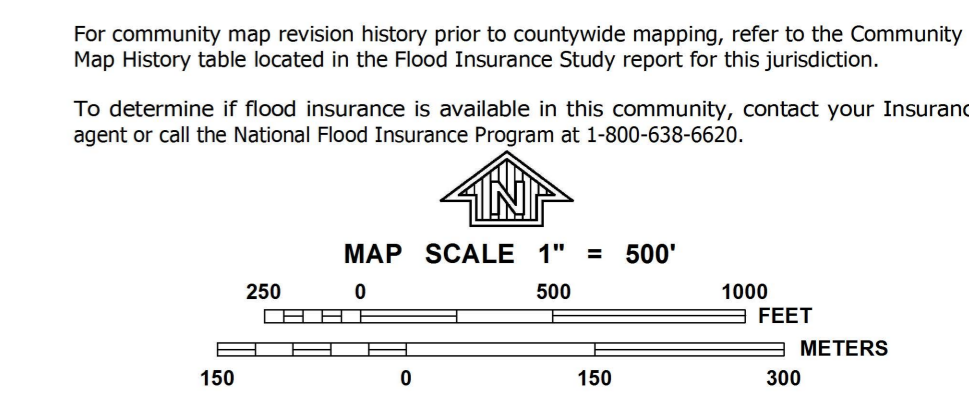 For community map revision history prior to countywide mapping, refer to the Community
Map History table located in the Flood Insurance Study report for this jurisdiction.
To determine if flood insurance is available in this community, contact your
agent or call the National Flood Insurance Program at 1-800-638-6620.
N
MAP SCALE 1" = 500'
250 0 500 1000
FEET
METERS
150 0 150 300